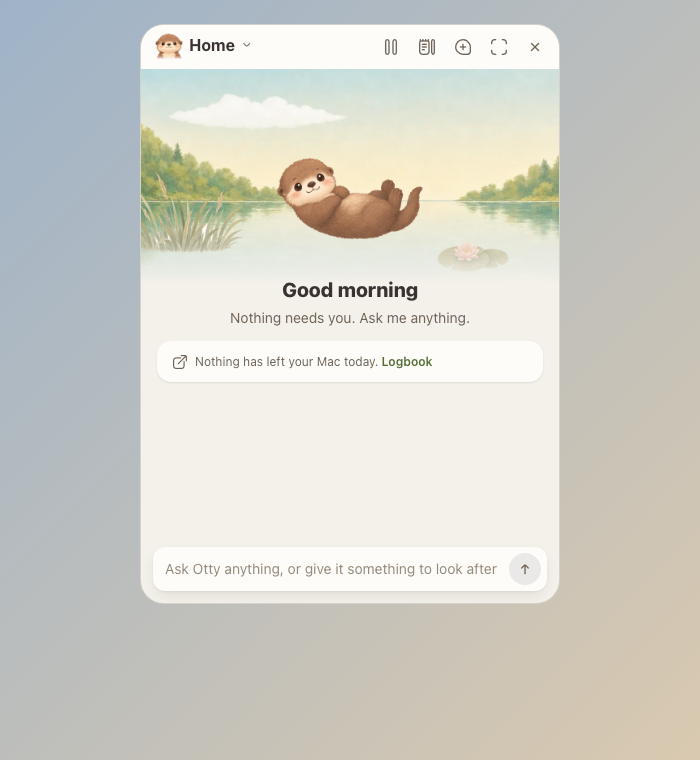 Home
Good morning
Nothing needs you. Ask me anything.
Nothing has left your Mac today. Logbook
Ask Otty anything, or give it something to look after